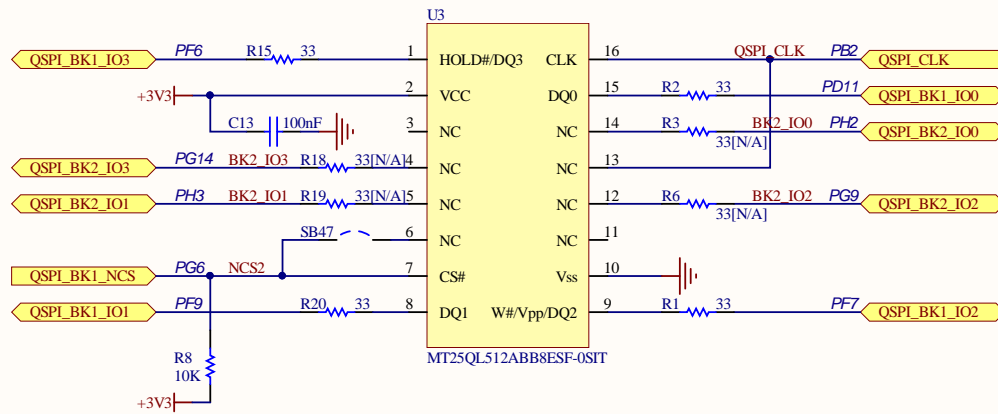 U3
QSPI_BK1_IO3 PF6 R15 33 1 HOLD#/DQ3 CLK 16 QSPI_CLK PB2 QSPI_CLK
+3V3 2 VCC DQ0 15 R2 33 PD11 QSPI_BK1_IO0
C13 100nF 3 NC NC 14 R3 BK2_IO0 PH2 QSPI_BK2_IO0
33[N/A]
QSPI_BK2_IO3 PG14 BK2_IO3 R18 33[N/A] 4 NC NC 13
QSPI_BK2_IO1 PH3 BK2_IO1 R19 33[N/A] 5 NC NC 12 R6 BK2_IO2 PG9 QSPI_BK2_IO2
33[N/A]
SB47 6 NC NC 11
QSPI_BK1_NCS PG6 NCS2 7 CS# Vss 10
QSPI_BK1_IO1 PF9 R20 33 8 DQ1 W#/Vpp/DQ2 9 R1 33 PF7 QSPI_BK1_IO2
MT25QL512ABB8ESF-0SIT
R8
10K
+3V3